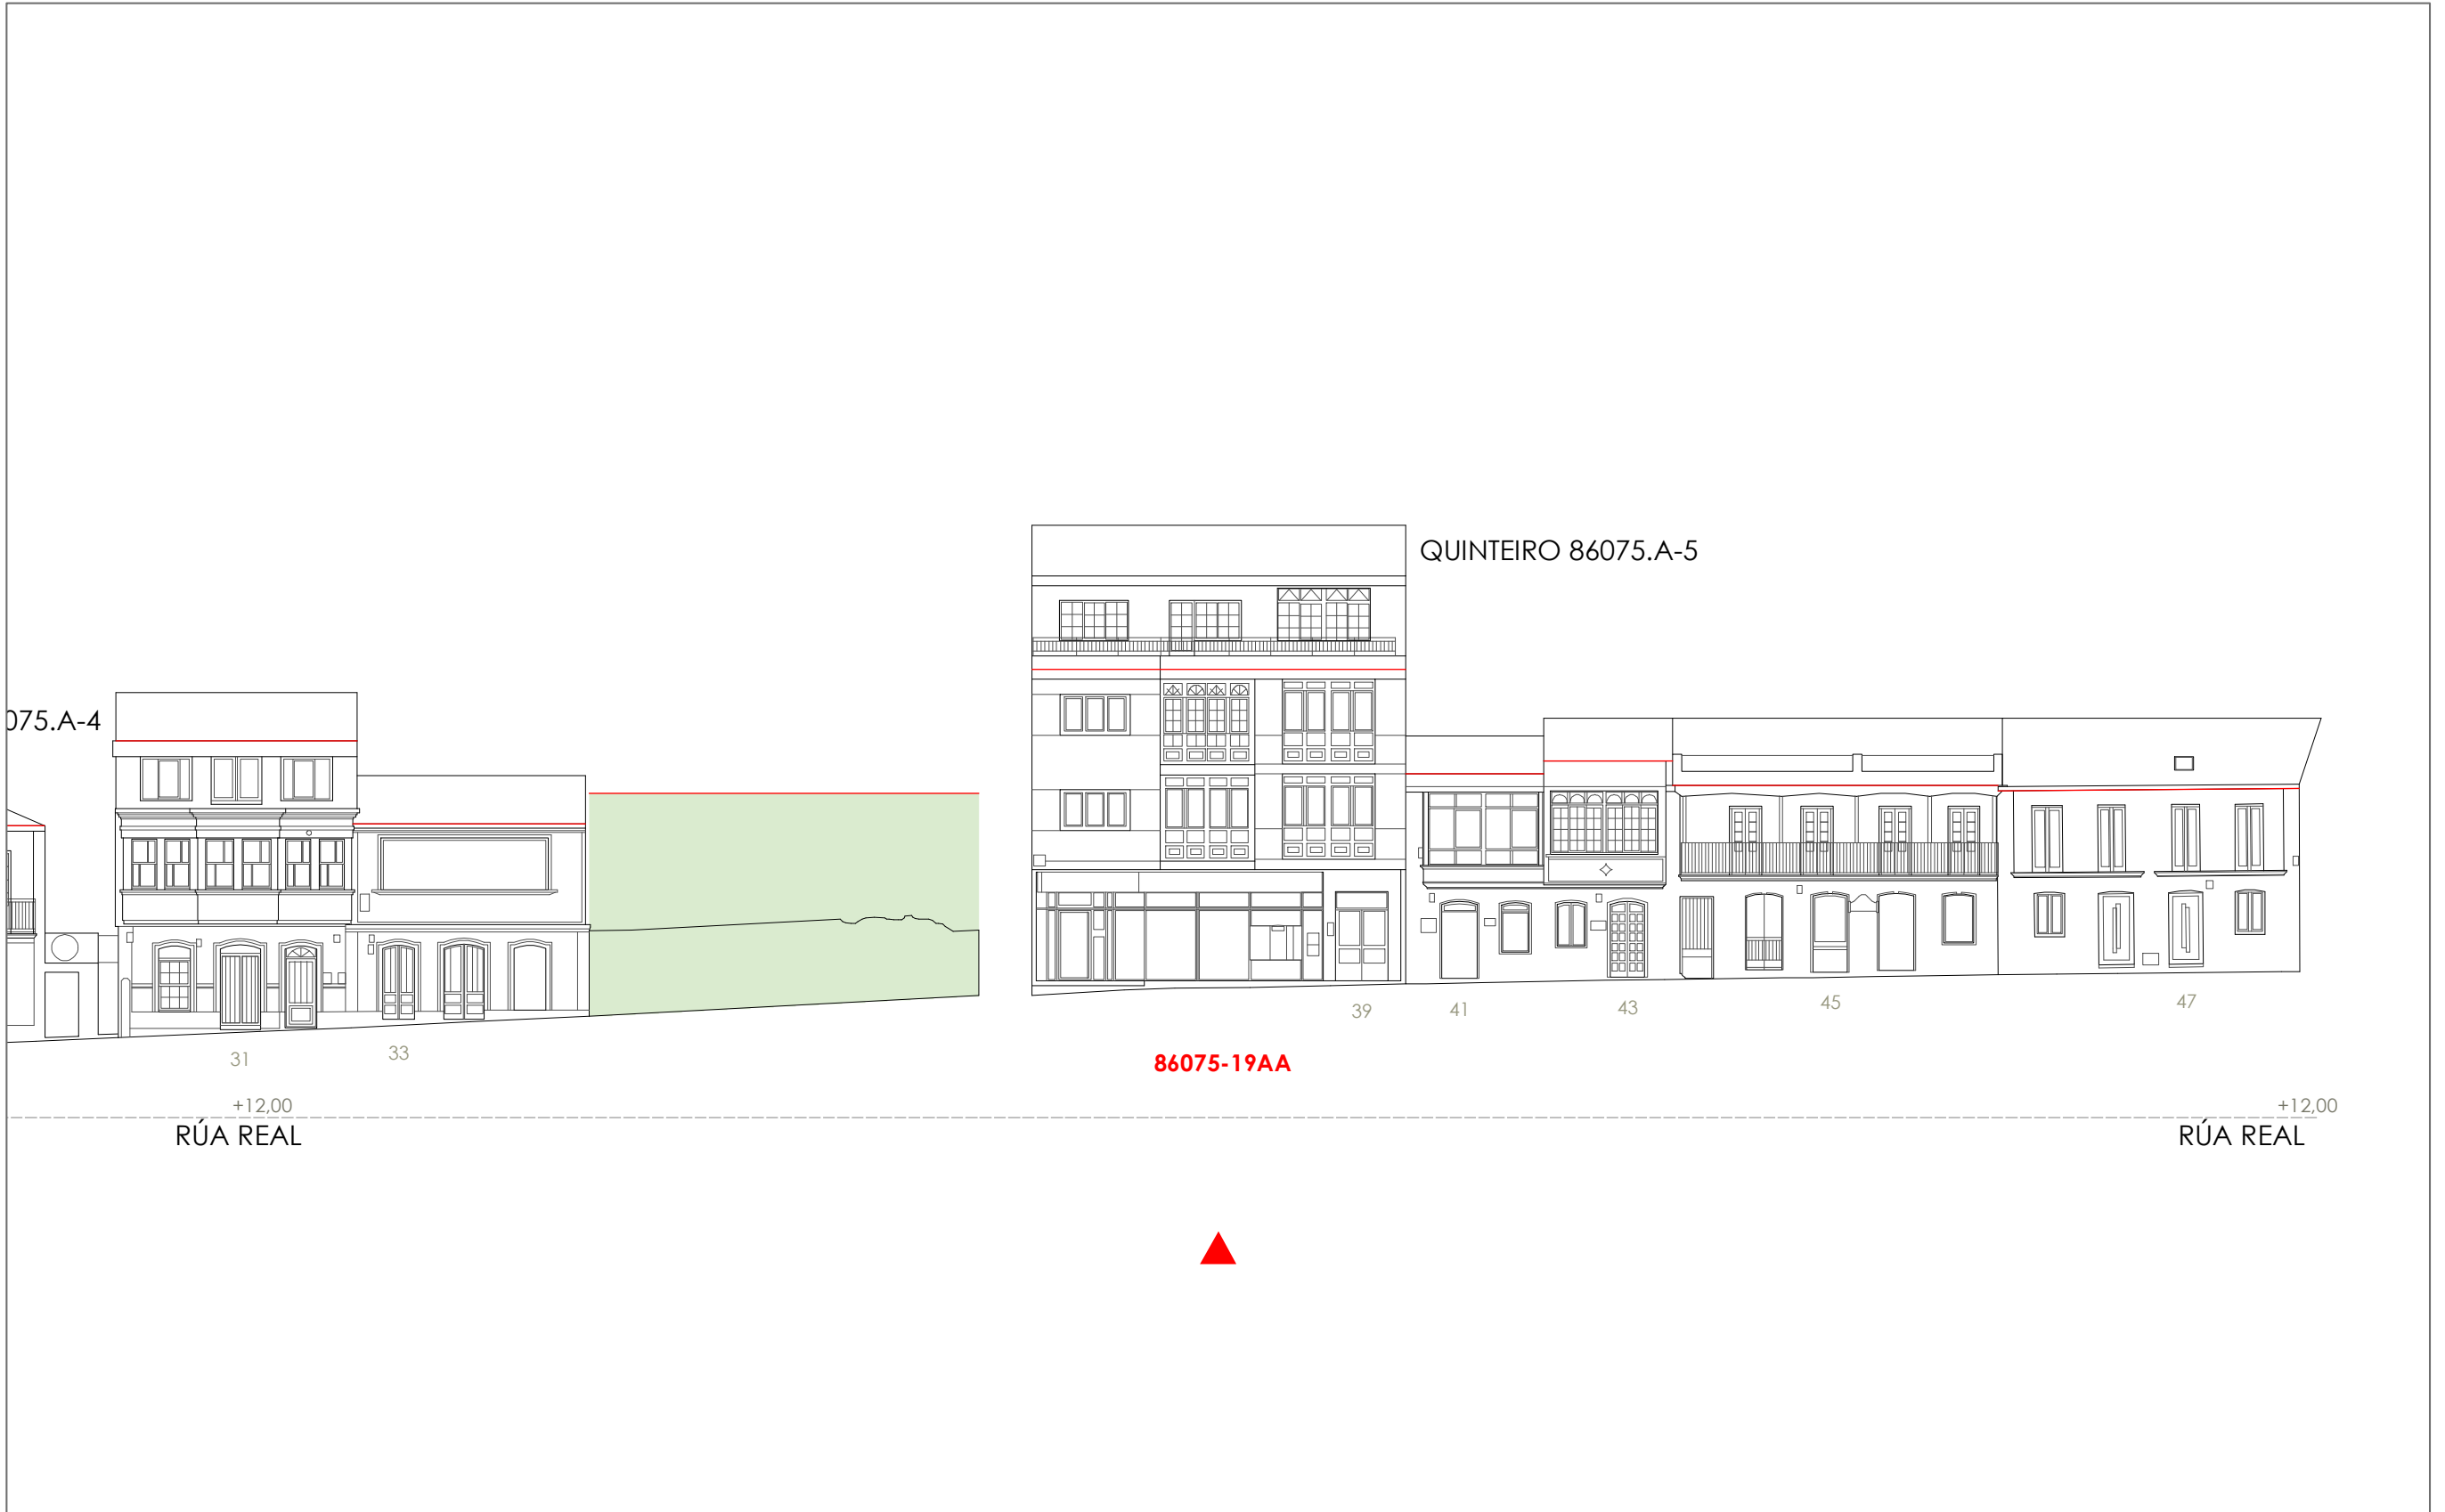 QUINTEIRO 86075.A-5
075.A-4
31
33
39
41
43
45
47
86075-19AA
+12,00
+12,00
RÚA REAL
RÚA REAL